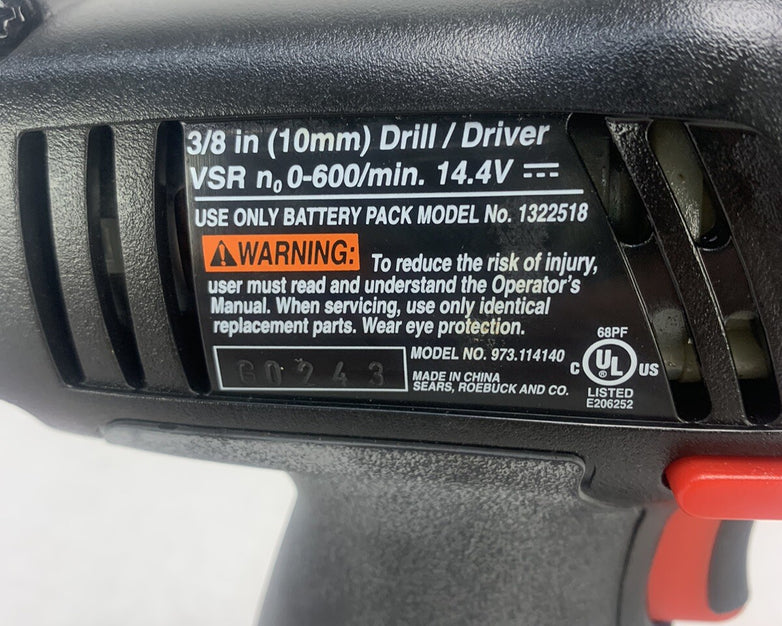 3/8 in (10mm) Drill / Driver
VSR n₀ 0-600/min. 14.4V
USE ONLY BATTERY PACK MODEL No. 1322518
WARNING: To reduce the risk of injury,
user must read and understand the Operator's
Manual. When servicing, use only identical
replacement parts. Wear eye protection.
G0243
MODEL NO. 973.114140
MADE IN CHINA
SEARS, ROEBUCK AND CO.
68PF
C UL US
®
LISTED
E206252